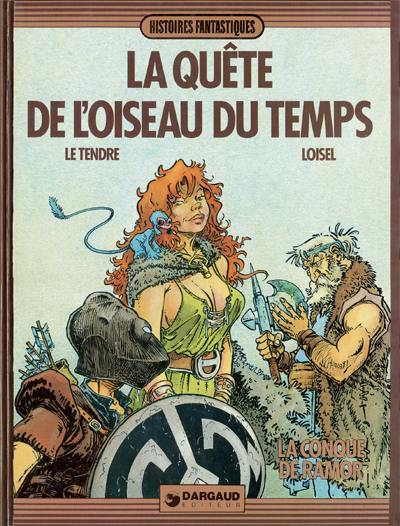 HISTOIRES FANTASTIQUES
LA QUÊTE
DE L'OISEAU DU TEMPS
LE TENDRE LOISEL
LA CONQUE
DE RAMOR
DARGAUD
EDITEUR